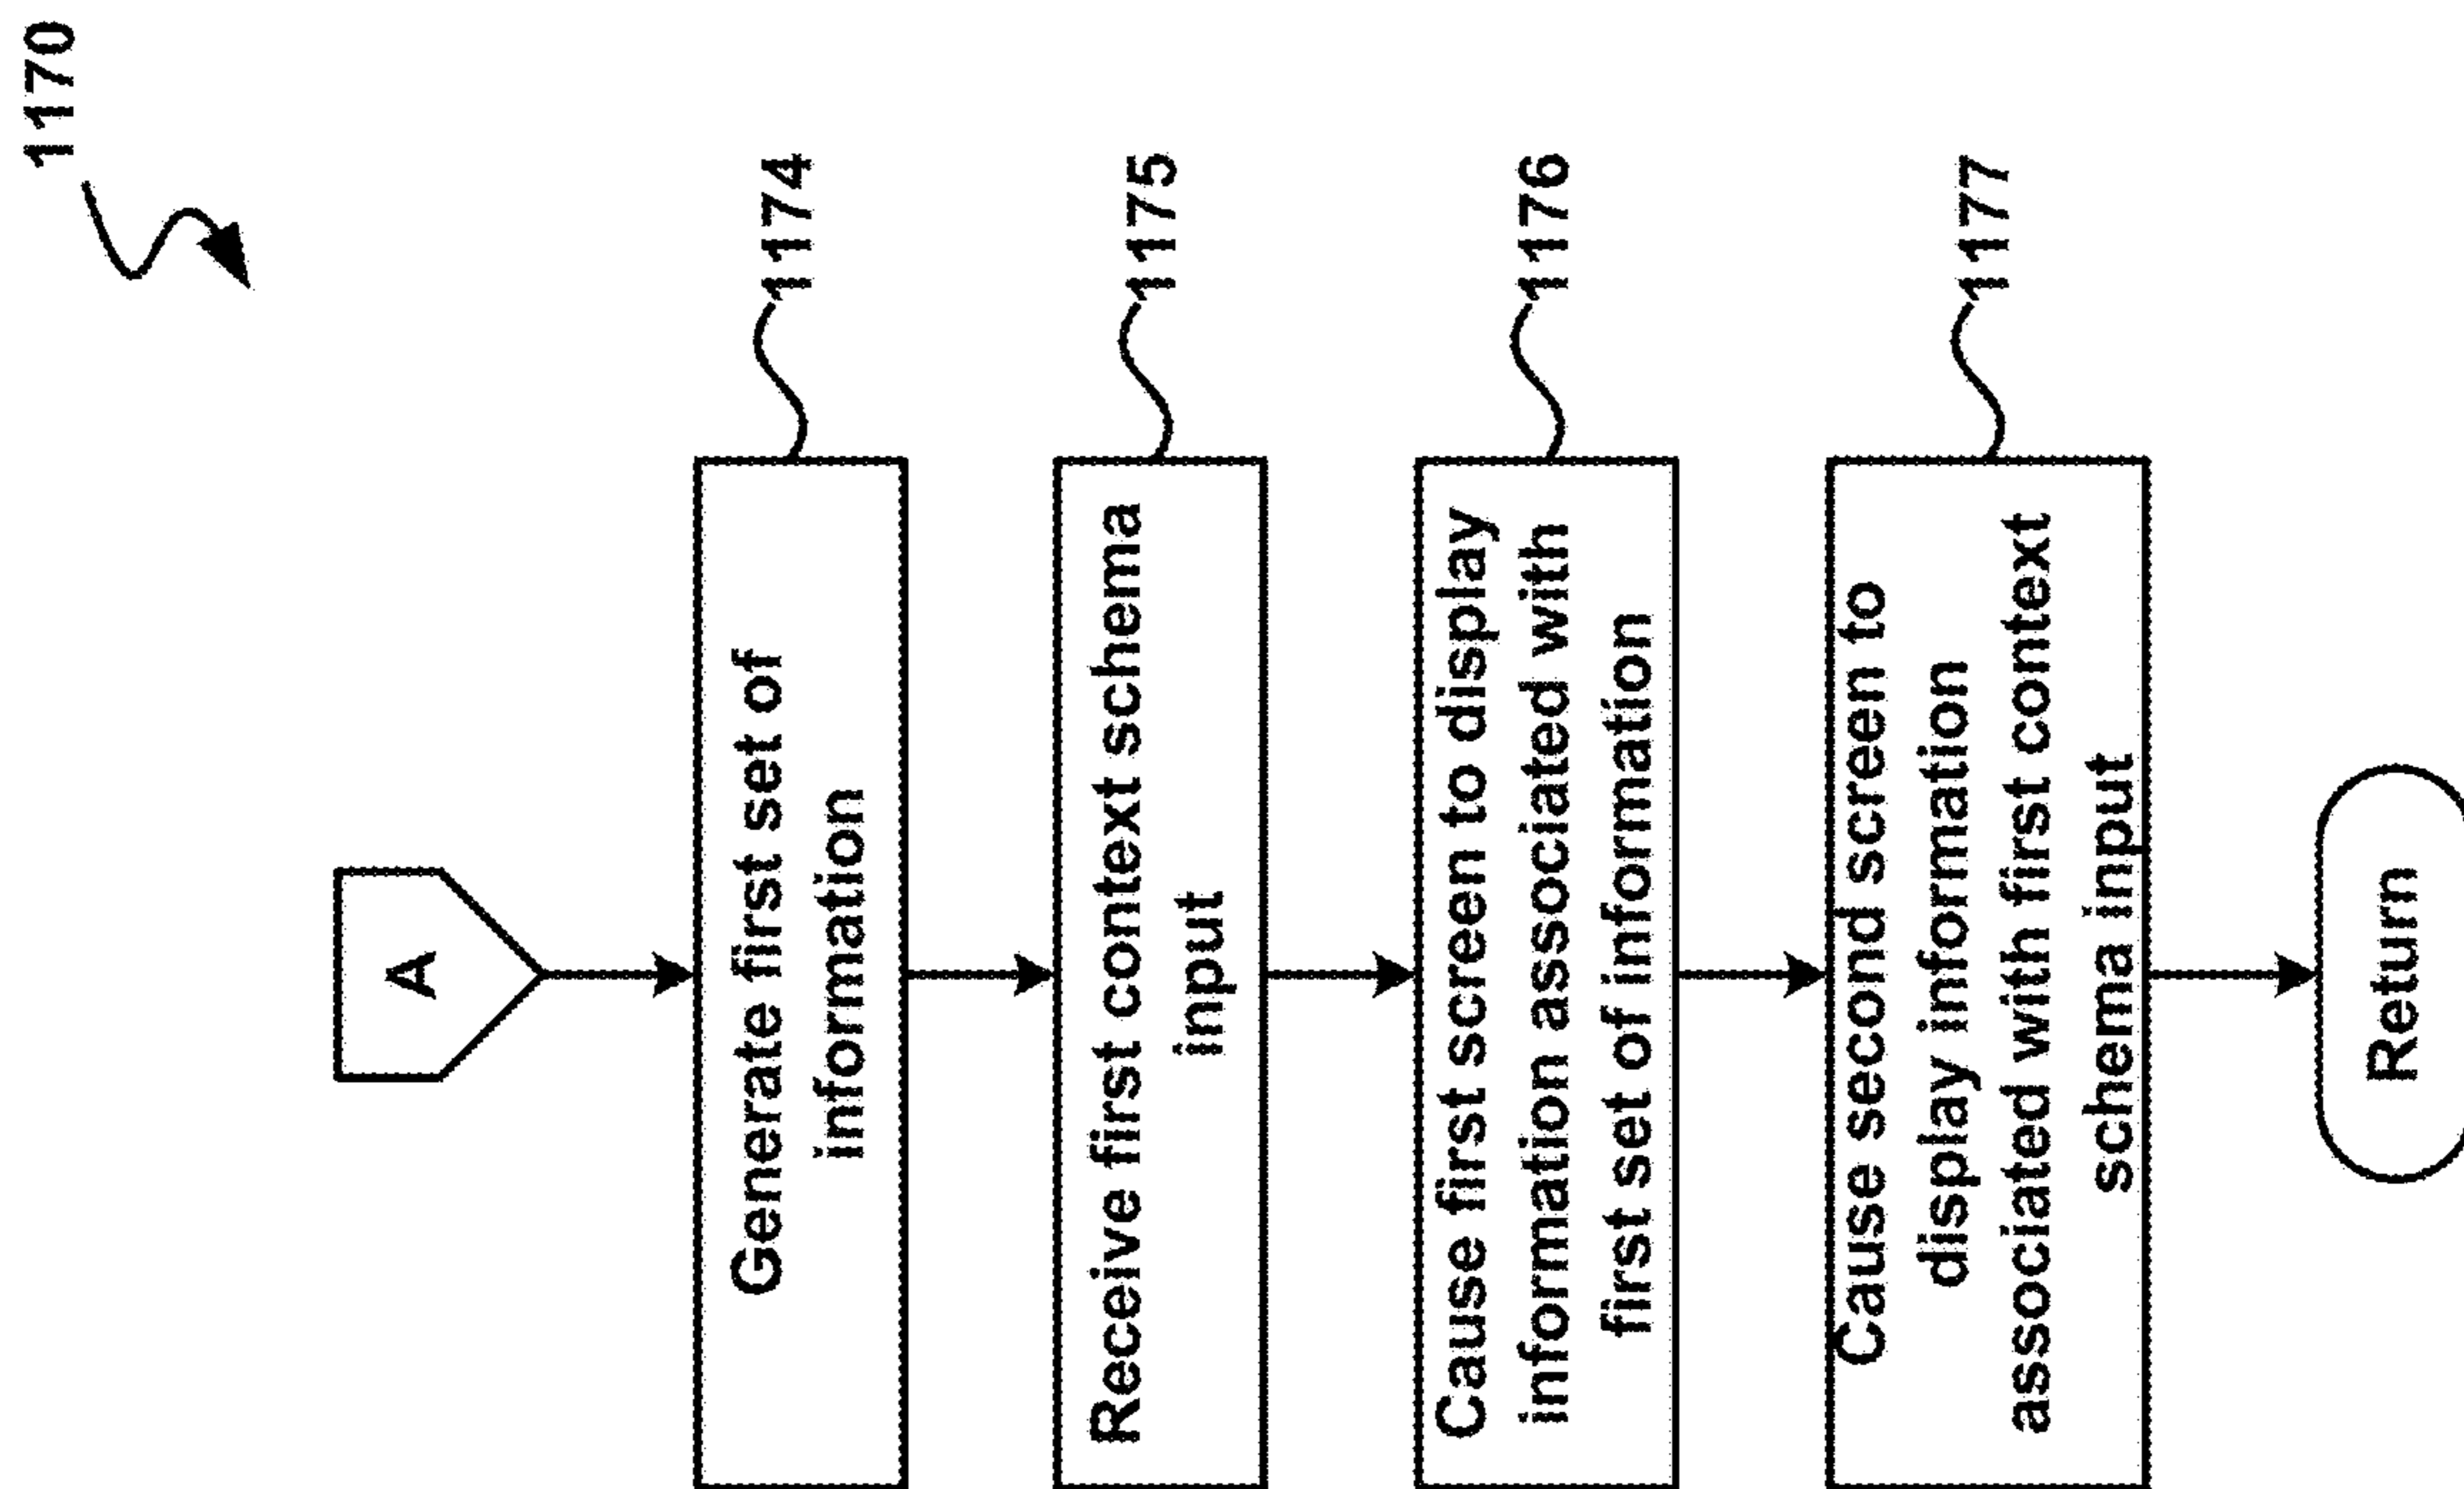 1170
A
Generate first set of
information
1174
Receive first context schema
input
1175
Cause first screen to display
information associated with
first set of information
1176
Cause second screen to
display information
associated with first context
schema input
1177
Return